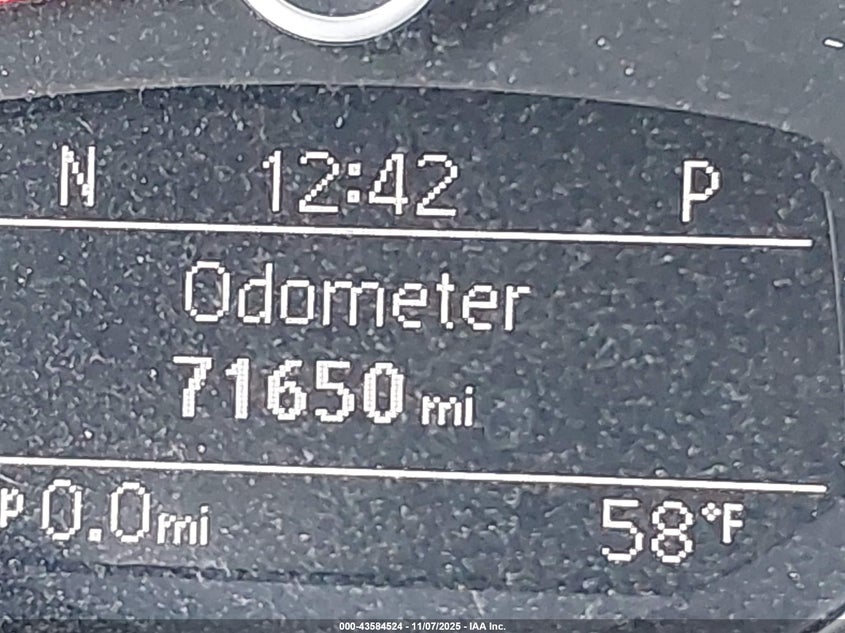 N 12:42 P
Odometer
71650 mi
p 0.0 mi 58°F
000-43584524 - 11/07/2025 - IAA Inc.